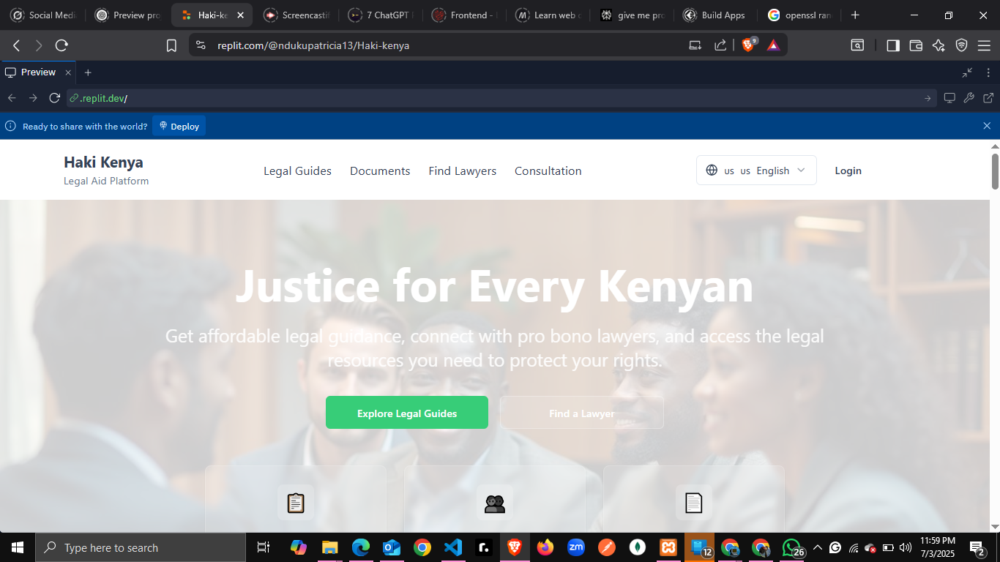 Social Medi
Preview pro
Haki-ke
Screencastif
7 ChatGPT
Frontend -
Learn web c
give me pro
Build Apps
openssl ran
replit.com/@ndukupatricia13/Haki-kenya
9
Preview
.replit.dev/
Ready to share with the world?
Deploy
Haki Kenya
Legal Aid Platform
Legal Guides
Documents
Find Lawyers
Consultation
us us English
Login
Justice for Every Kenyan
Get affordable legal guidance, connect with pro bono lawyers, and access the legal
resources you need to protect your rights.
Explore Legal Guides
Find a Lawyer
Type here to search
zm
12
26
11:59 PM
7/3/2025
2